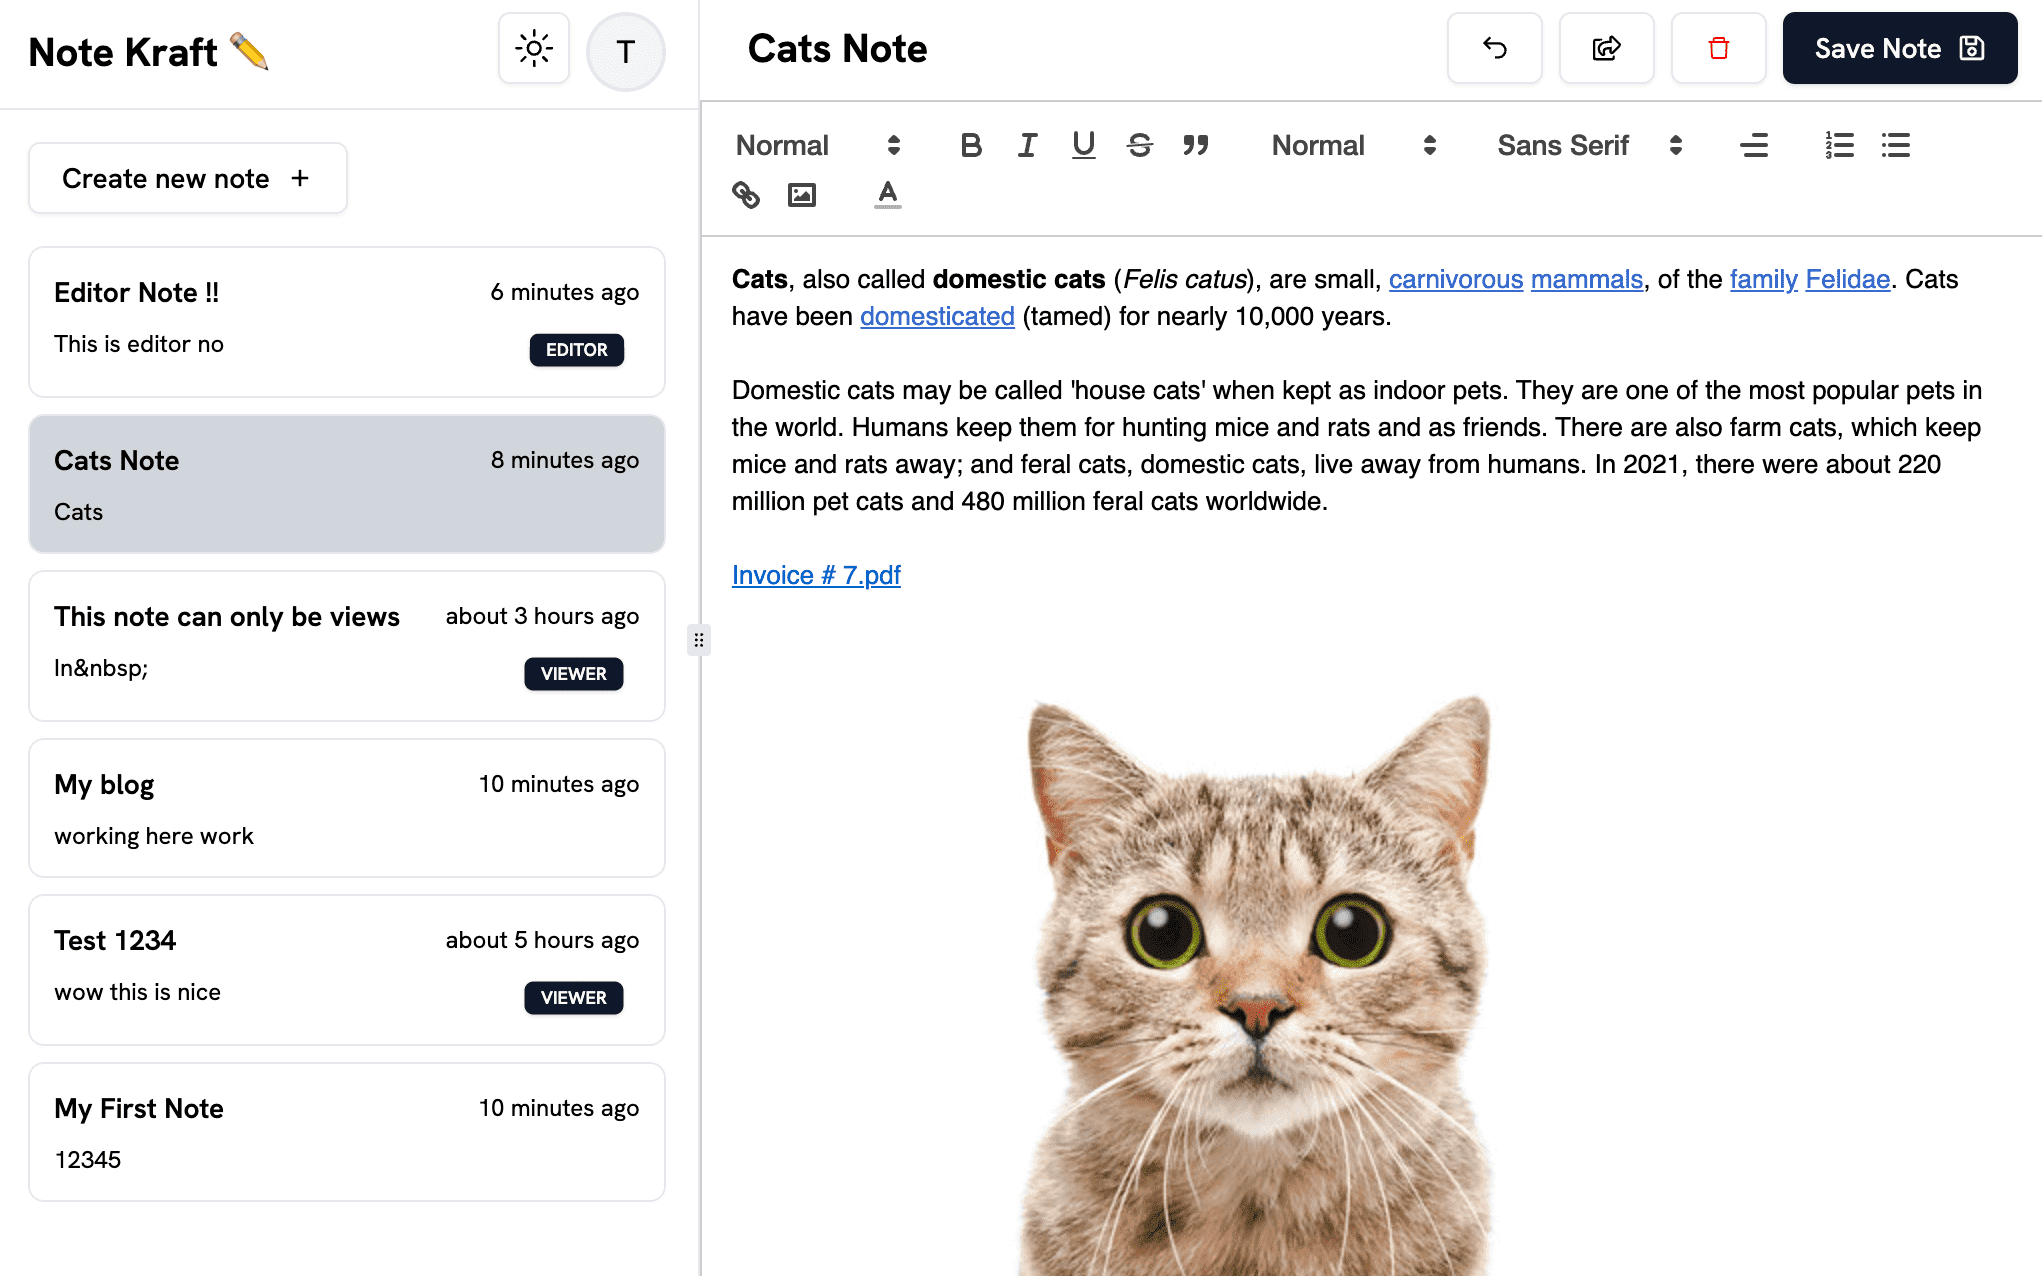 Note Kraft ✏️
T
Create new note +
Editor Note !!
6 minutes ago
This is editor no
EDITOR
Cats Note
8 minutes ago
Cats
This note can only be views
about 3 hours ago
In&nbsp;
VIEWER
My blog
10 minutes ago
working here work
Test 1234
about 5 hours ago
wow this is nice
VIEWER
My First Note
10 minutes ago
12345
Cats Note
Save Note
Normal B I U S Normal Sans Serif
A
Cats, also called domestic cats (Felis catus), are small, carnivorous mammals, of the family Felidae. Cats
have been domesticated (tamed) for nearly 10,000 years.
Domestic cats may be called 'house cats' when kept as indoor pets. They are one of the most popular pets in
the world. Humans keep them for hunting mice and rats and as friends. There are also farm cats, which keep
mice and rats away; and feral cats, domestic cats, live away from humans. In 2021, there were about 220
million pet cats and 480 million feral cats worldwide.
Invoice # 7.pdf